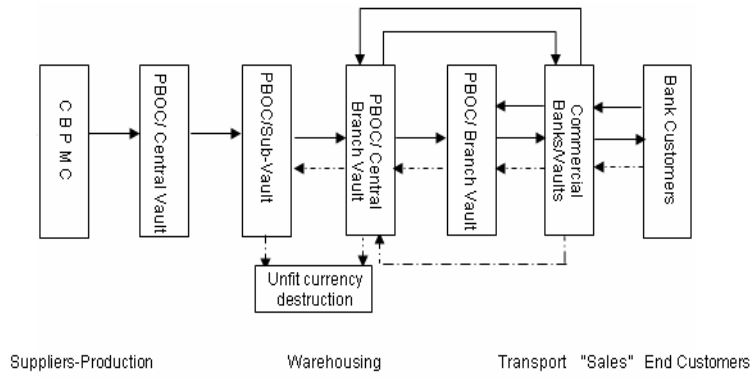 C B P M C
PBOC/ Central Vault
PBOC/Sub-Vault
PBOC/ Central
Branch Vault
PBOC/ Branch Vault
Commercial
Banks/Vaults
Bank Customers
Unfit currency
destruction
Suppliers-Production
Warehousing
Transport "Sales" End Customers